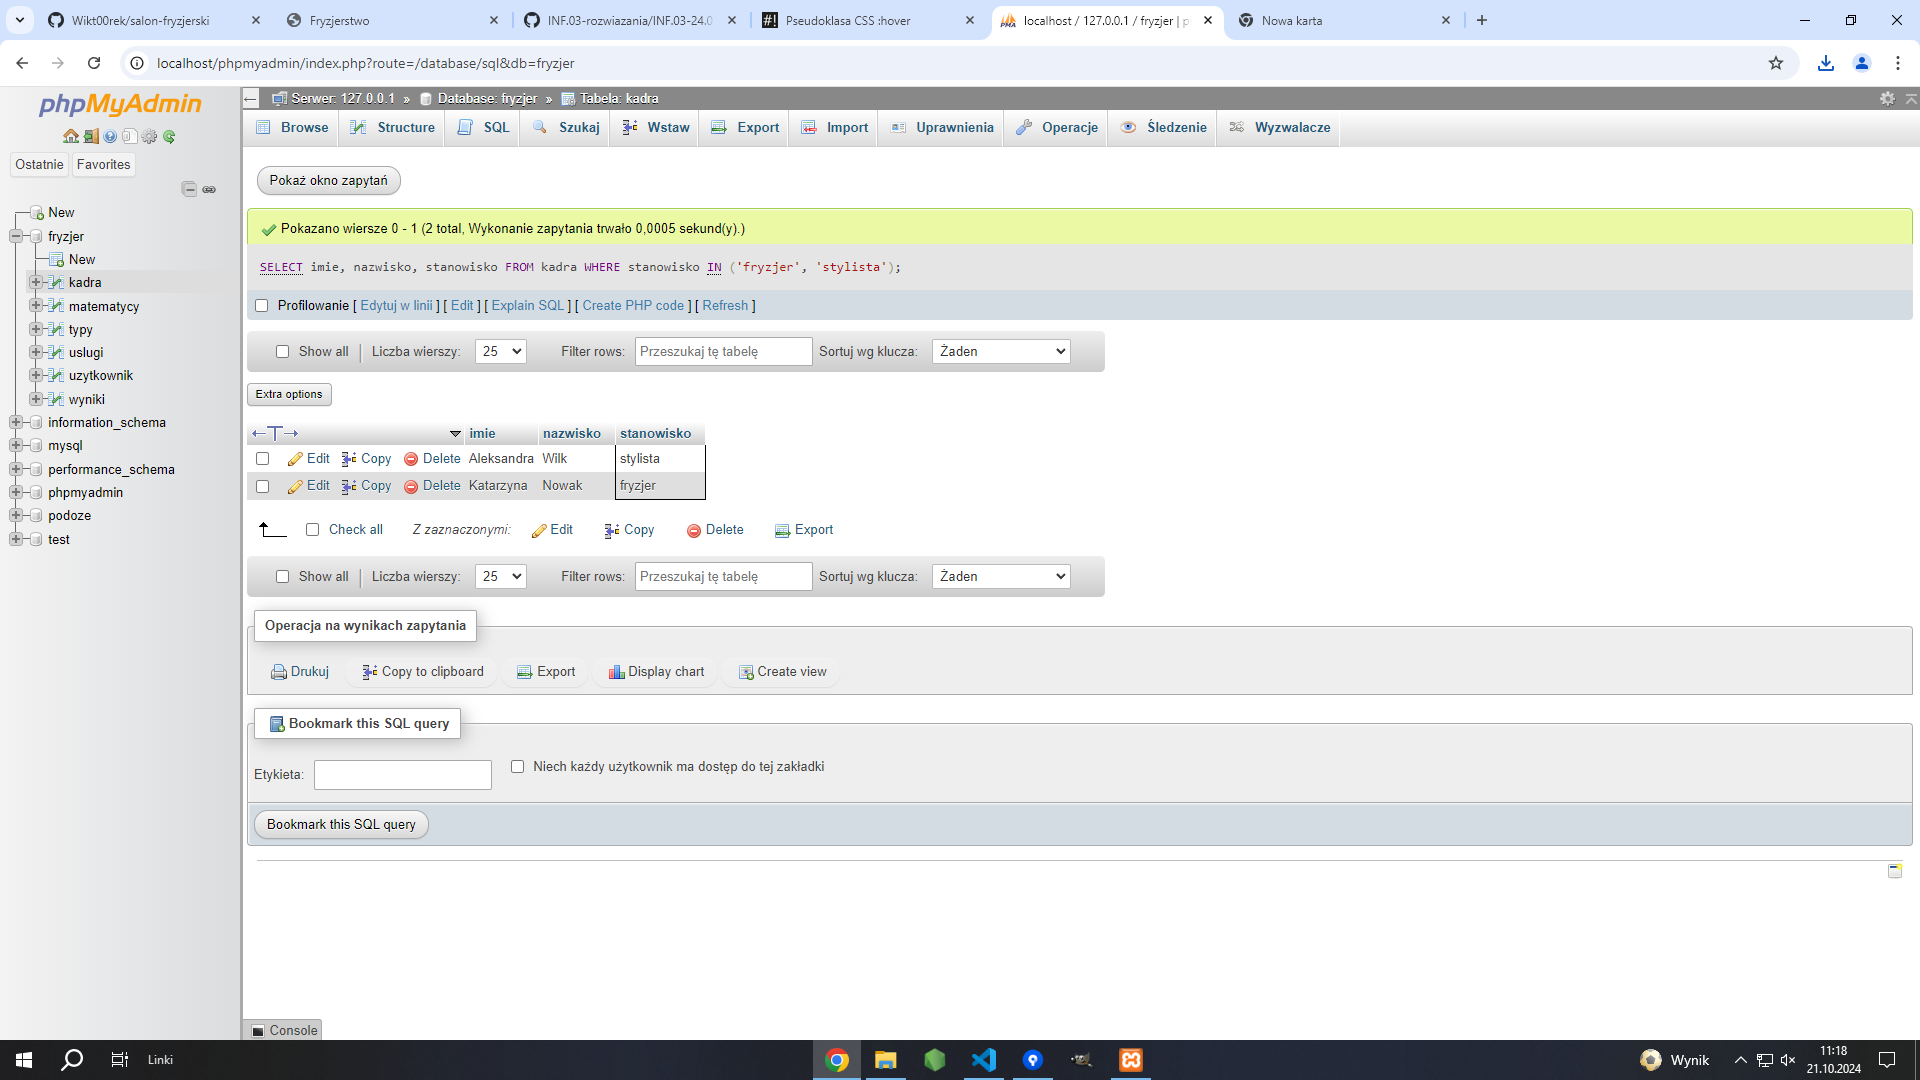 Wikt00rek/salon-fryzjerski
Fryzjerstwo
INF.03-rozwiazania/INF.03-24.0
Pseudoklasa CSS :hover
localhost / 127.0.0.1 / fryzjer | p
Nowa karta
localhost/phpmyadmin/index.php?route=/database/sql&db=fryzjer
phpMyAdmin
Ostatnie Favorites
New
fryzjer
New
kadra
matematycy
typy
uslugi
uzytkownik
wyniki
information_schema
mysql
performance_schema
phpmyadmin
podoze
test
Serwer: 127.0.0.1 » Database: fryzjer » Tabela: kadra
Browse Structure SQL Szukaj Wstaw Export Import Uprawnienia Operacje Śledzenie Wyzwalacze
Pokaż okno zapytań
Pokazano wiersze 0 - 1 (2 total, Wykonanie zapytania trwało 0,0005 sekund(y).)
SELECT imie, nazwisko, stanowisko FROM kadra WHERE stanowisko IN ('fryzjer', 'stylista');
Profilowanie [ Edytuj w linii ] [ Edit ] [ Explain SQL ] [ Create PHP code ] [ Refresh ]
Show all Liczba wierszy: 25 Filter rows: Przeszukaj tę tabelę Sortuj wg klucza: Żaden
Extra options
imie nazwisko stanowisko
Edit Copy Delete Aleksandra Wilk stylista
Edit Copy Delete Katarzyna Nowak fryzjer
Check all Z zaznaczonymi: Edit Copy Delete Export
Show all Liczba wierszy: 25 Filter rows: Przeszukaj tę tabelę Sortuj wg klucza: Żaden
Operacja na wynikach zapytania
Drukuj Copy to clipboard Export Display chart Create view
Bookmark this SQL query
Etykieta: Niech każdy użytkownik ma dostęp do tej zakładki
Bookmark this SQL query
Console
Linki
Wynik
11:18
21.10.2024